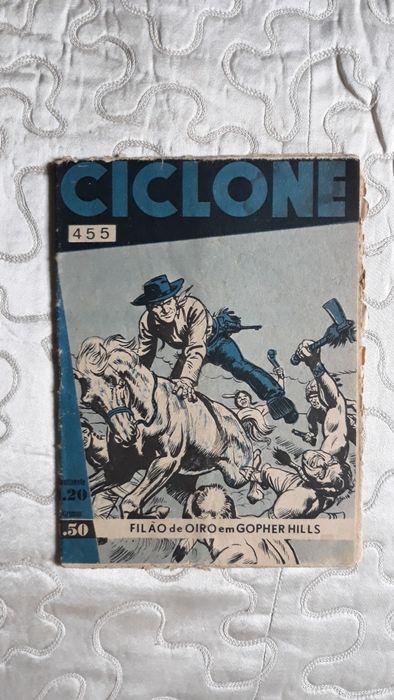 CICLONE
455
1.20
.50
FILÃO de OIRO em GOPHER HILLS